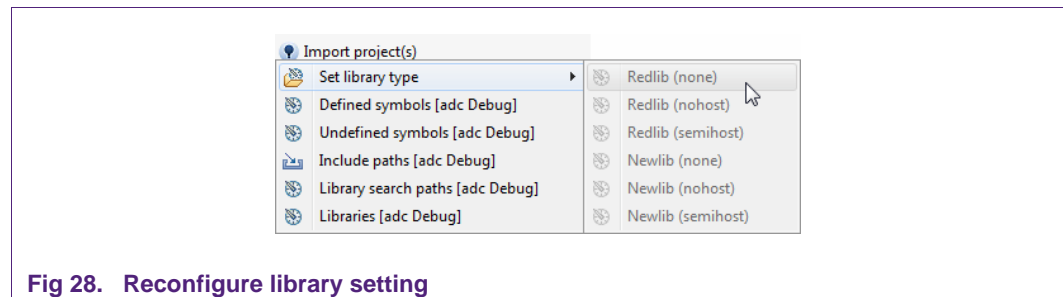 Import project(s)
Set library type
Defined symbols [adc Debug]
Undefined symbols [adc Debug]
Include paths [adc Debug]
Library search paths [adc Debug]
Libraries [adc Debug]
Redlib (none)
Redlib (nohost)
Redlib (semihost)
Newlib (none)
Newlib (nohost)
Newlib (semihost)
Fig 28. Reconfigure library setting